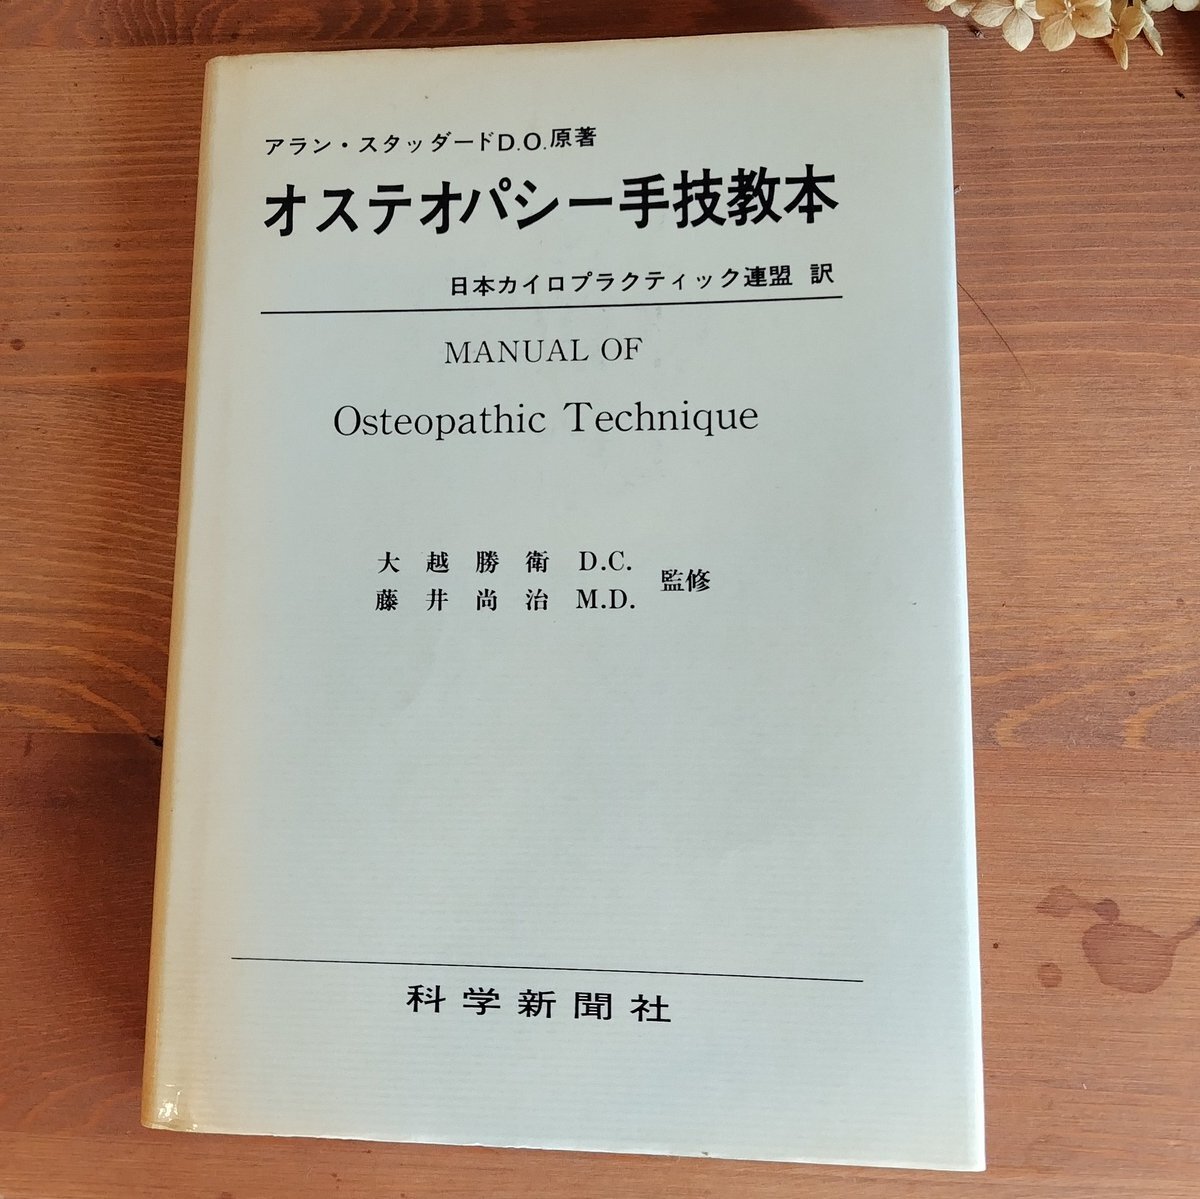 アラン・スタッダードD.O.原著
オステオパシー手技教本
日本カイロプラクティック連盟 訳
MANUAL OF
Osteopathic Technique
大越勝衛 D.C.
藤井尚治 M.D.
監修
科学新聞社